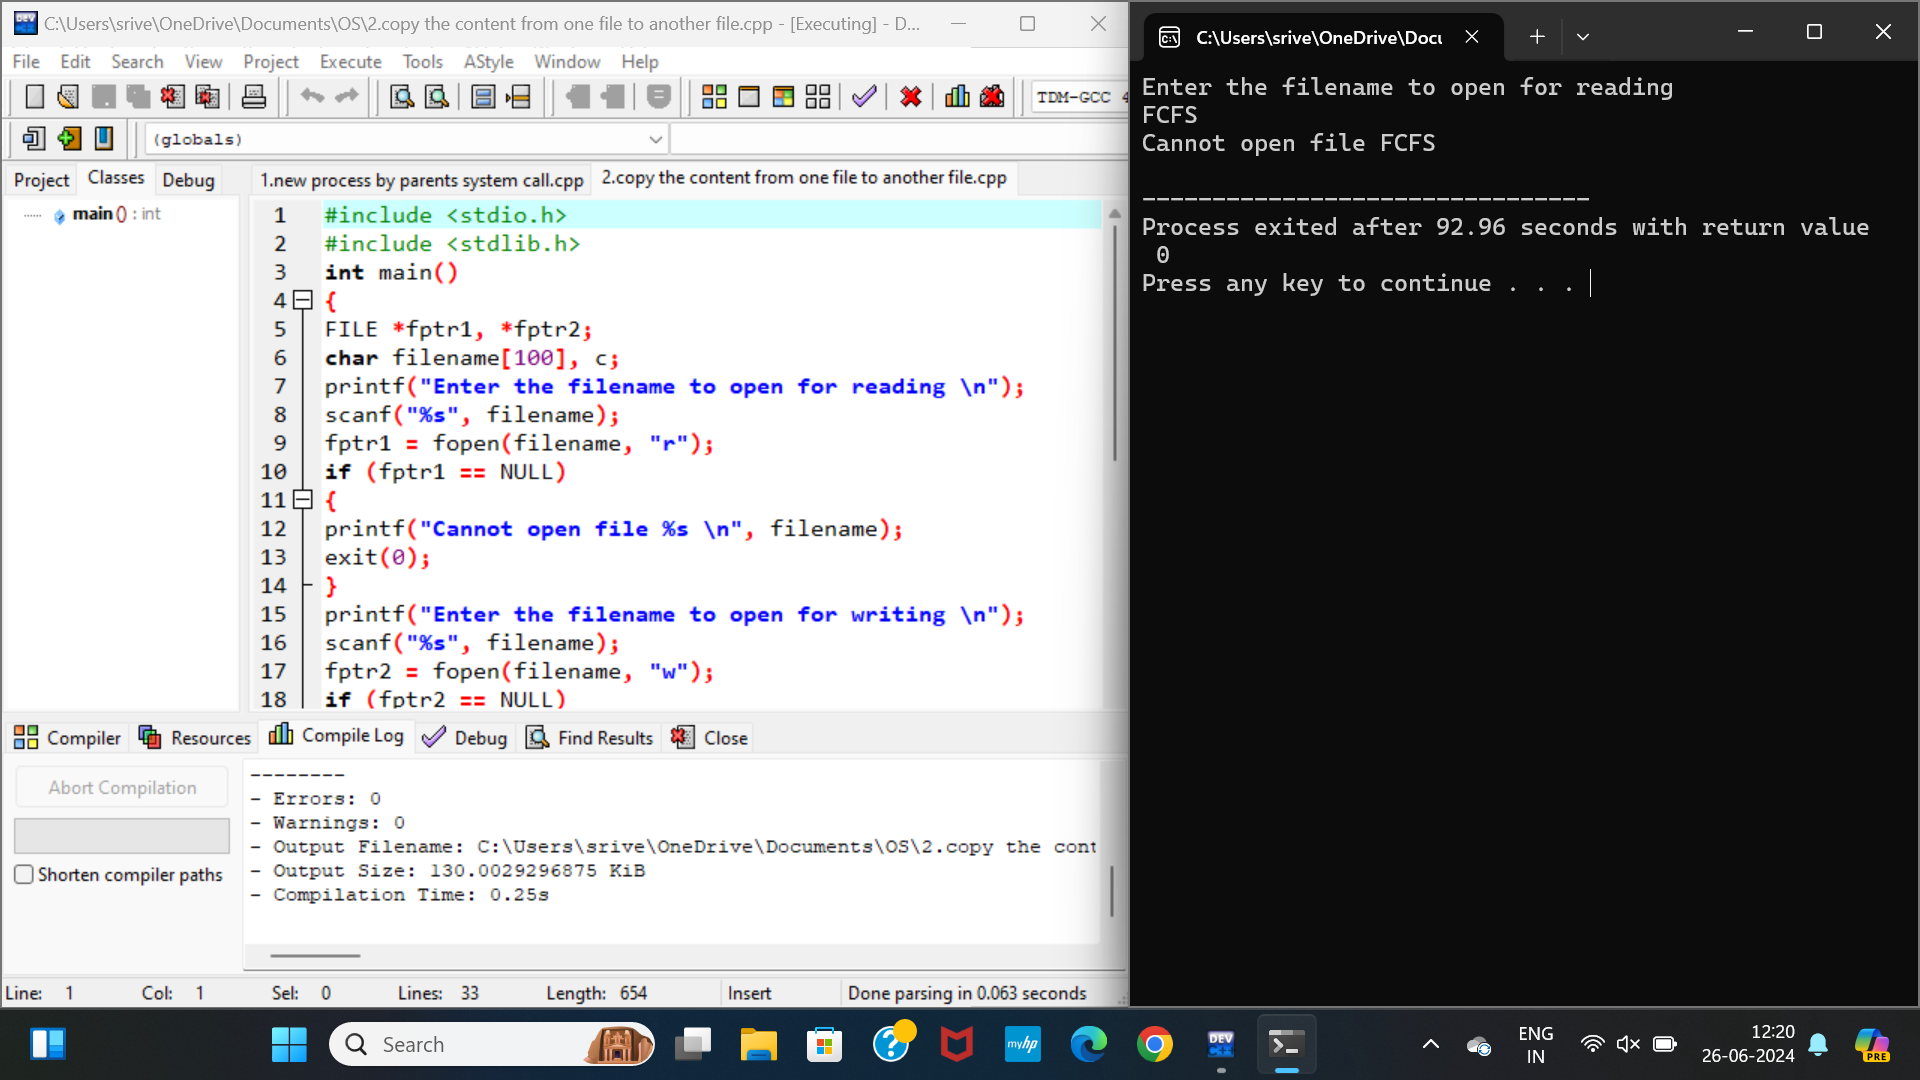 C:\Users\srive\OneDrive\Documents\OS\2.copy the content from one file to another file.cpp - [Executing] - D...
File Edit Search View Project Execute Tools AStyle Window Help
TDM-GCC 4
(globals)
Project Classes Debug
1.new process by parents system call.cpp 2.copy the content from one file to another file.cpp
main () : int
1 #include <stdio.h>
2 #include <stdlib.h>
3 int main()
4 {
5 FILE *fptr1, *fptr2;
6 char filename[100], c;
7 printf("Enter the filename to open for reading \n");
8 scanf("%s", filename);
9 fptr1 = fopen(filename, "r");
10 if (fptr1 == NULL)
11 {
12 printf("Cannot open file %s \n", filename);
13 exit(0);
14 }
15 printf("Enter the filename to open for writing \n");
16 scanf("%s", filename);
17 fptr2 = fopen(filename, "w");
18 if (fptr2 == NULL)
Compiler Resources Compile Log Debug Find Results Close
Abort Compilation
Shorten compiler paths
--------
- Errors: 0
- Warnings: 0
- Output Filename: C:\Users\srive\OneDrive\Documents\OS\2.copy the cont
- Output Size: 130.0029296875 KiB
- Compilation Time: 0.25s
Line: 1 Col: 1 Sel: 0 Lines: 33 Length: 654 Insert Done parsing in 0.063 seconds
C:\Users\srive\OneDrive\Docu
Enter the filename to open for reading
FCFS
Cannot open file FCFS
--------------------------------
Process exited after 92.96 seconds with return value
0
Press any key to continue . . .
Search
myhp
DEV
C++
ENG
IN
12:20
26-06-2024
PRE